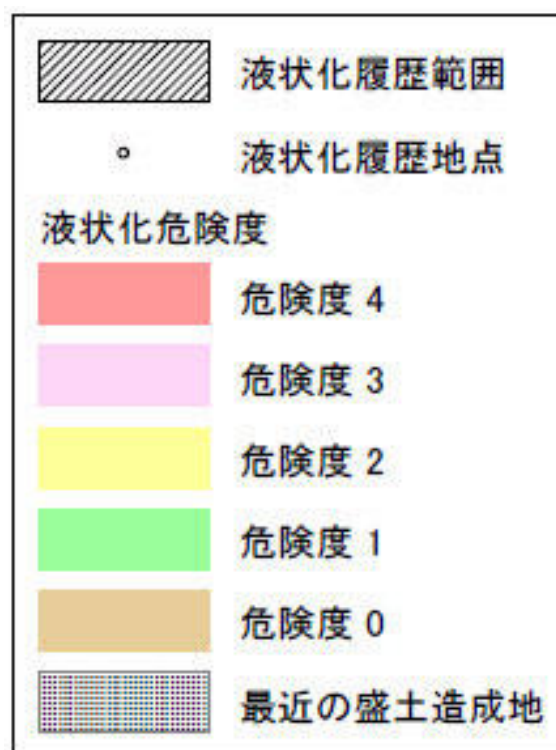 液状化履歴範囲
液状化履歴地点
液状化危険度
危険度 4
危険度 3
危険度 2
危険度 1
危険度 0
最近の盛土造成地